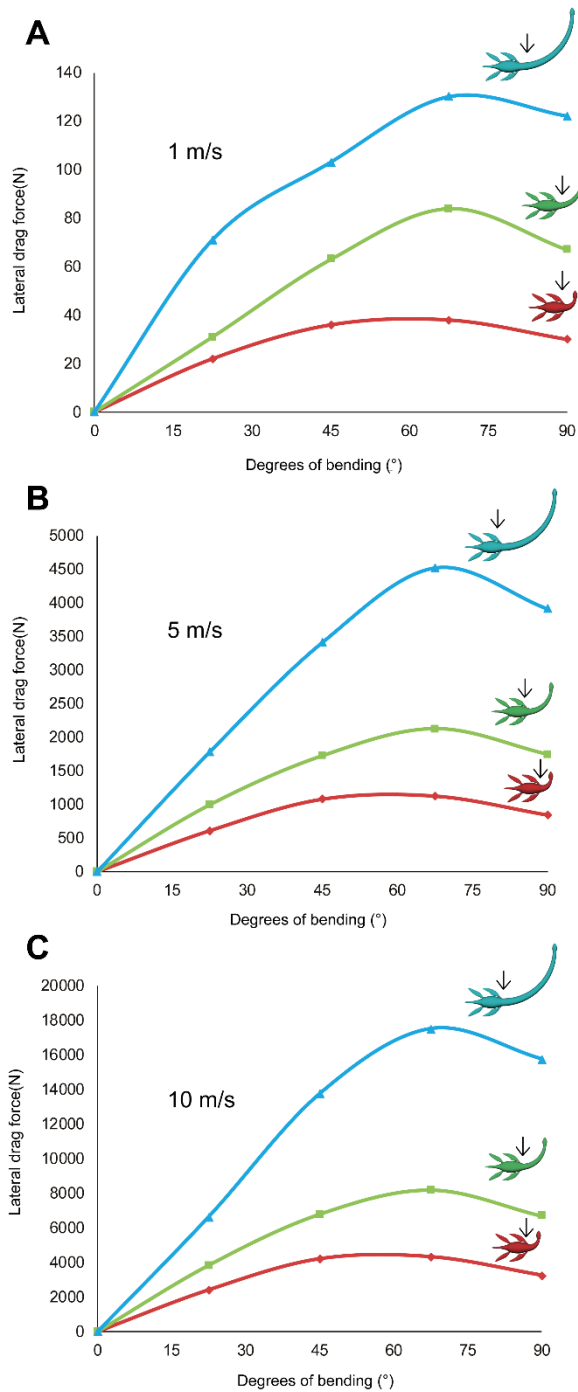 A
140
120
100
80
60
40
20
0
Lateral drag force(N)
1 m/s
0 15 30 45 60 75 90
Degrees of bending (°)
B
5000
4500
4000
3500
3000
2500
2000
1500
1000
500
0
Lateral drag force(N)
5 m/s
0 15 30 45 60 75 90
Degrees of bending (°)
C
20000
18000
16000
14000
12000
10000
8000
6000
4000
2000
0
Lateral drag force(N)
10 m/s
0 15 30 45 60 75 90
Degrees of bending (°)